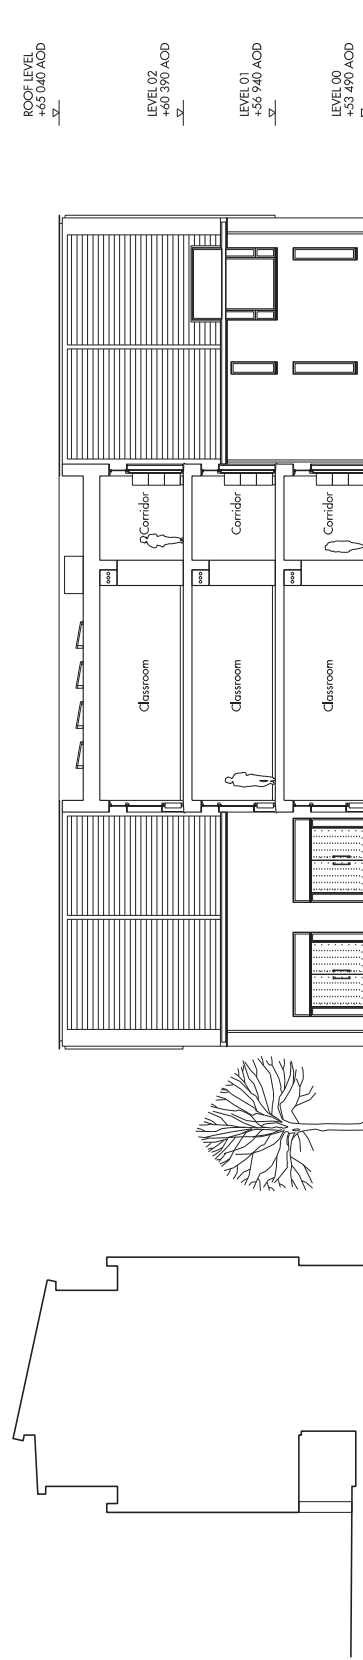 ROOF LEVEL
+65 040 AOD
LEVEL 02
+60 390 AOD
LEVEL 01
+56 940 AOD
LEVEL 00
+53 490 AOD
Corridor
Corridor
Corridor
Classroom
Classroom
Classroom